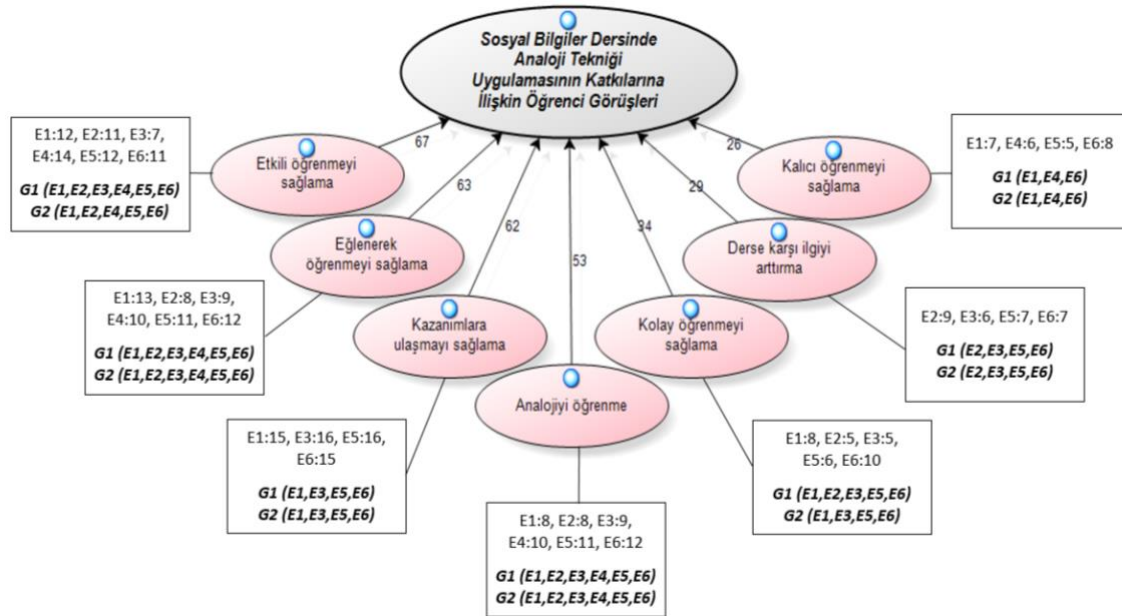 Sosyal Bilgiler Dersinde
Analoji Tekniği
Uygulamasının Katkılarına
İlişkin Öğrenci Görüşleri
E1:12, E2:11, E3:7,
E4:14, E5:12, E6:11
G1 (E1,E2,E3,E4,E5,E6)
G2 (E1,E2,E4,E5,E6)
Etkili öğrenmeyi
sağlama
67
26
Kalıcı öğrenmeyi
sağlama
E1:7, E4:6, E5:5, E6:8
G1 (E1,E4,E6)
G2 (E1,E4,E6)
E1:13, E2:8, E3:9,
E4:10, E5:11, E6:12
G1 (E1,E2,E3,E4,E5,E6)
G2 (E1,E2,E3,E4,E5,E6)
Eğlenerek
öğrenmeyi sağlama
63
29
Derse karşı ilgiyi
arttırma
E2:9, E3:6, E5:7, E6:7
G1 (E2,E3,E5,E6)
G2 (E2,E3,E5,E6)
E1:15, E3:16, E5:16,
E6:15
G1 (E1,E3,E5,E6)
G2 (E1,E3,E5,E6)
Kazanımlara
ulaşmayı sağlama
62
34
Kolay öğrenmeyi
sağlama
E1:8, E2:5, E3:5,
E5:6, E6:10
G1 (E1,E2,E3,E5,E6)
G2 (E1,E3,E5,E6)
53
Analojiyi öğrenme
E1:8, E2:8, E3:9,
E4:10, E5:11, E6:12
G1 (E1,E2,E3,E4,E5,E6)
G2 (E1,E2,E3,E4,E5,E6)